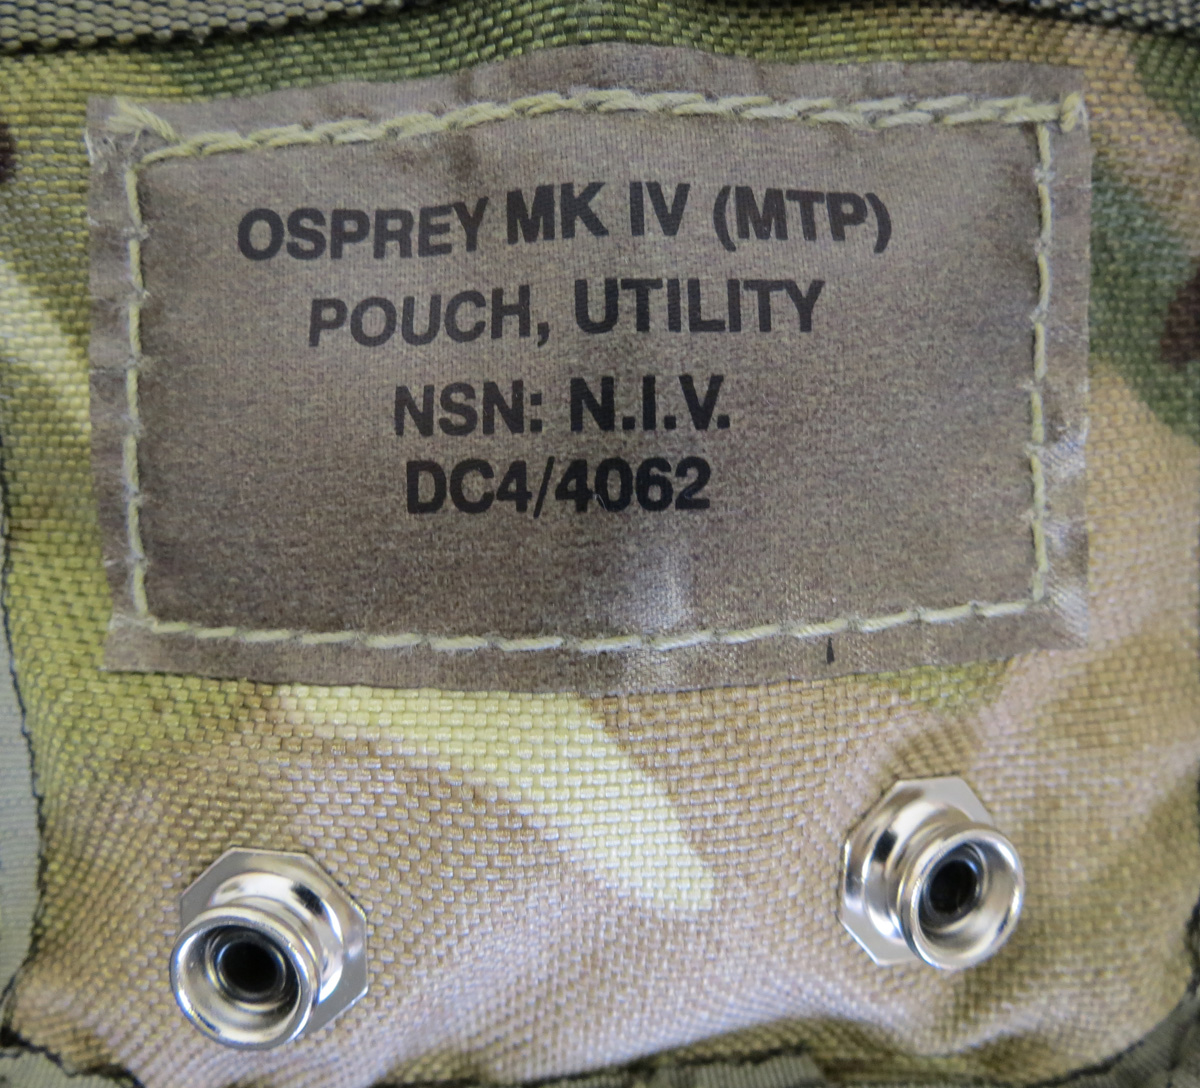 OSPREY MK IV (MTP)
POUCH, UTILITY
NSN: N.I.V.
DC4/4062